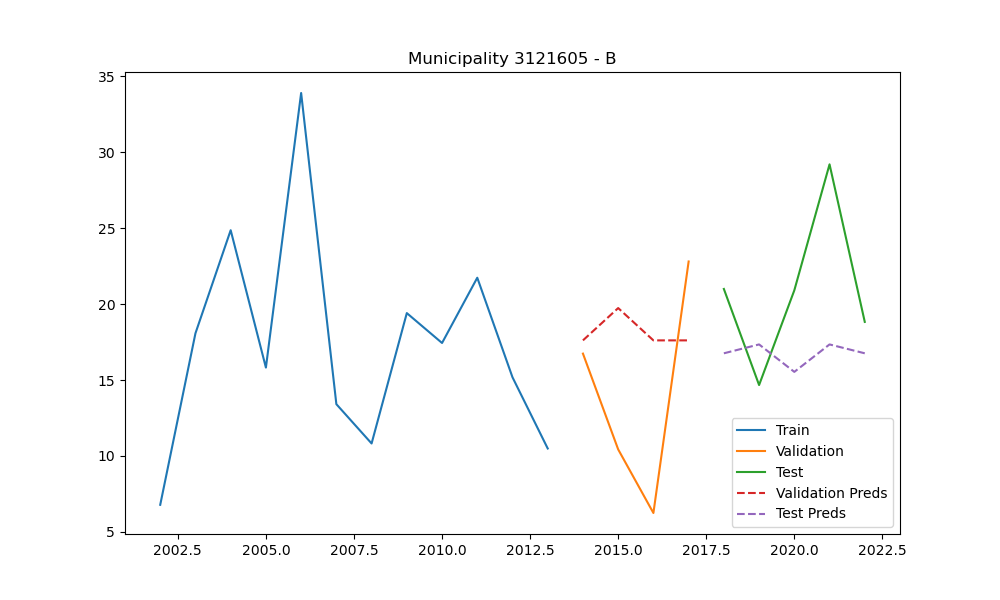 Municipality 3121605 - B
35
30
25
20
15
10
5
2002.5 2005.0 2007.5 2010.0 2012.5 2015.0 2017.5 2020.0 2022.5
Train
Validation
Test
Validation Preds
Test Preds